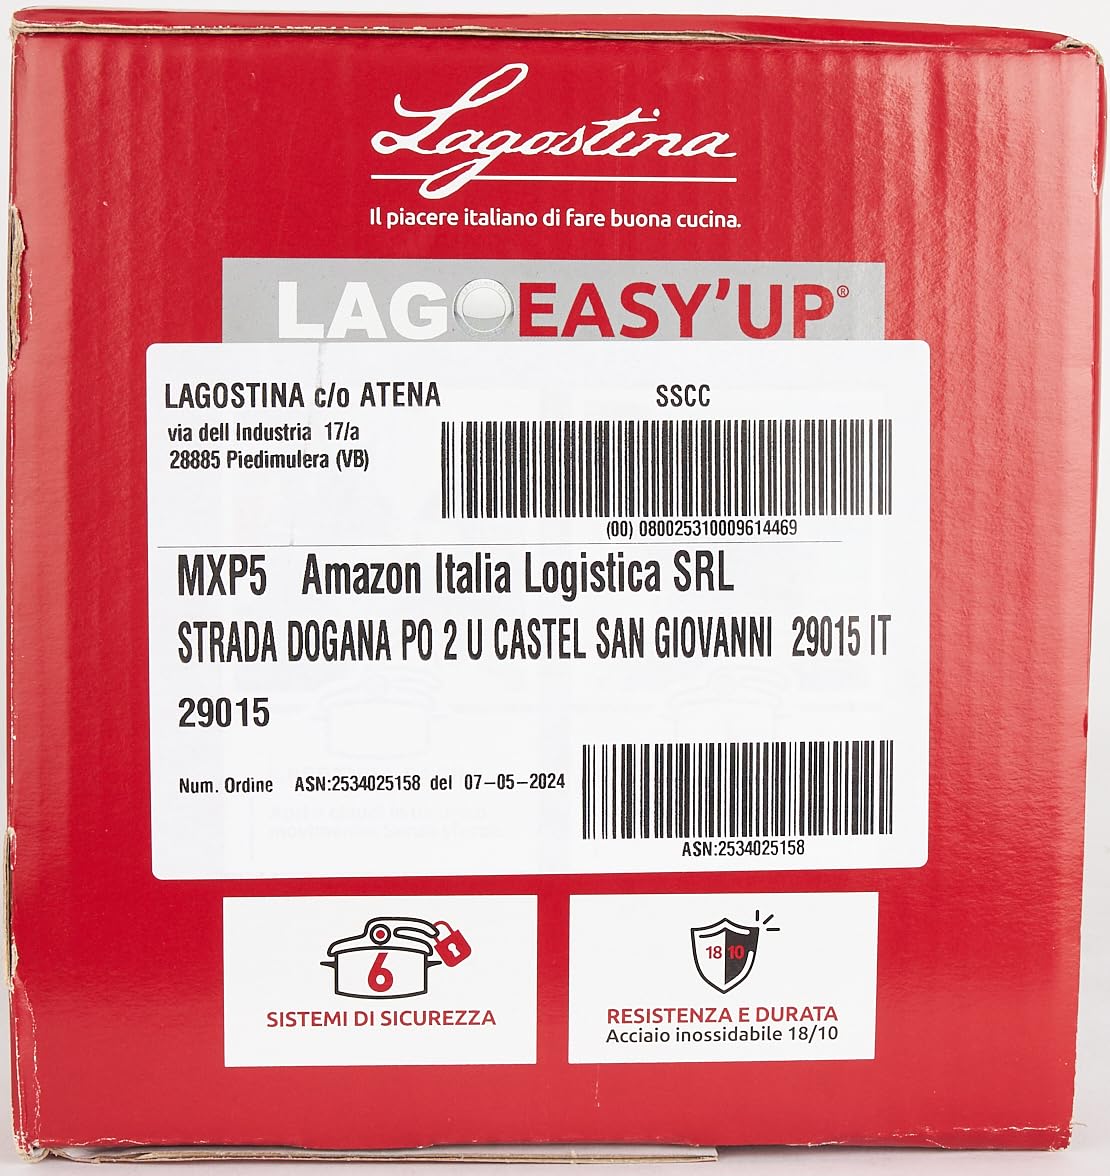 Lagostina
Il piacere italiano di fare buona cucina.
LAGOEASY'UP®
LAGOSTINA c/o ATENA
SSCC
via dell Industria 17/a
28885 Piedimulera (VB)
(00) 080025310009614469
MXP5 Amazon Italia Logistica SRL
STRADA DOGANA PO 2 U CASTEL SAN GIOVANNI 29015 IT
29015
Num. Ordine ASN:2534025158 del 07-05-2024
ASN:2534025158
6
SISTEMI DI SICUREZZA
18 10
RESISTENZA E DURATA
Acciaio inossidabile 18/10